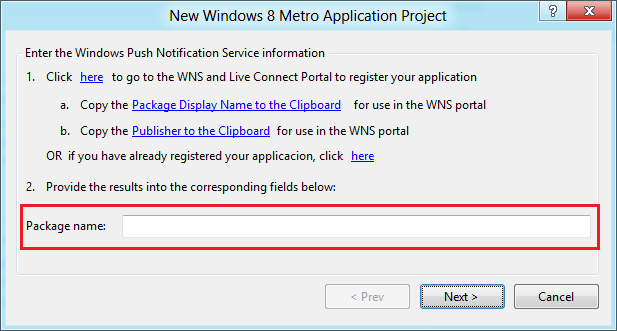 New Windows 8 Metro Application Project
?
Enter the Windows Push Notification Service information
1. Click here to go to the WNS and Live Connect Portal to register your application
a. Copy the Package Display Name to the Clipboard for use in the WNS portal
b. Copy the Publisher to the Clipboard for use in the WNS portal
OR if you have already registered your applicacion, click here
2. Provide the results into the corresponding fields below:
Package name:
< Prev Next > Cancel